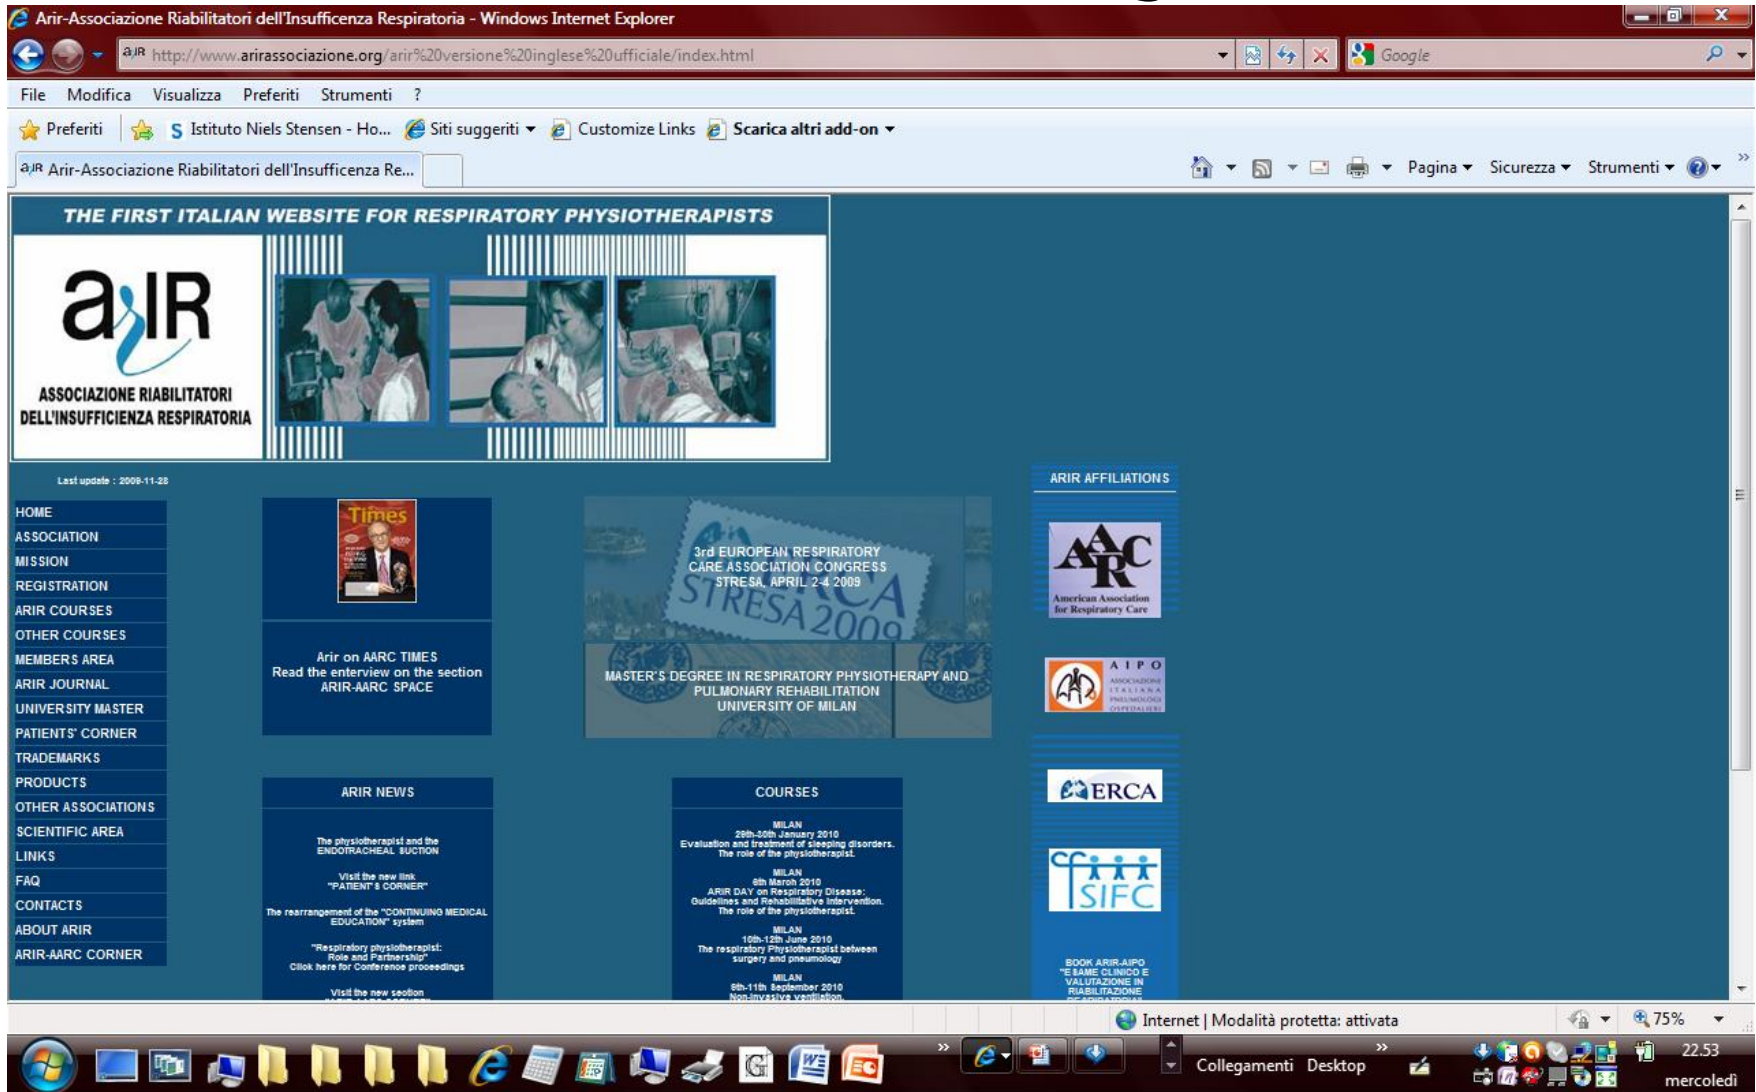 Arir-Associazione Riabilitatori dell'Insufficenza Respiratoria - Windows Internet Explorer
http://www.arirassociazione.org/arir%20versione%20inglese%20ufficiale/index.html
Google
File Modifica Visualizza Preferiti Strumenti ?
Preferiti
Istituto Niels Stensen - Ho...
Siti suggeriti
Customize Links
Scarica altri add-on
Arir-Associazione Riabilitatori dell'Insufficenza Re...
Pagina Sicurezza Strumenti
THE FIRST ITALIAN WEBSITE FOR RESPIRATORY PHYSIOTHERAPISTS
arIR
ASSOCIAZIONE RIABILITATORI
DELL'INSUFFICIENZA RESPIRATORIA
Last update : 2009-11-28
HOME
ASSOCIATION
MISSION
REGISTRATION
ARIR COURSES
OTHER COURSES
MEMBERS AREA
ARIR JOURNAL
UNIVERSITY MASTER
PATIENTS' CORNER
TRADEMARKS
PRODUCTS
OTHER ASSOCIATIONS
SCIENTIFIC AREA
LINKS
FAQ
CONTACTS
ABOUT ARIR
ARIR-AARC CORNER
Times
Arir on AARC TIMES
Read the enterview on the section
ARIR-AARC SPACE
3rd EUROPEAN RESPIRATORY
CARE ASSOCIATION CONGRESS
STRESA, APRIL 2-4 2009
ERCA
STRESA 2009
MASTER'S DEGREE IN RESPIRATORY PHYSIOTHERAPY AND
PULMONARY REHABILITATION
UNIVERSITY OF MILAN
ARIR NEWS
The physiotherapist and the
ENDOTRACHEAL SUCTION
Visit the new link
"PATIENT'S CORNER"
The rearrangement of the "CONTINUING MEDICAL
EDUCATION" system
"Respiratory physiotherapist:
Role and Partnership"
Click here for Conference proceedings
Visit the new section
COURSES
MILAN
29th-30th January 2010
Evaluation and treatment of sleeping disorders.
The role of the physiotherapist.
MILAN
6th March 2010
ARIR DAY on Respiratory Disease:
Guidelines and Rehabilitative Intervention.
The role of the physiotherapist.
MILAN
10th-12th June 2010
The respiratory Physiotherapist between
surgery and pneumology
MILAN
9th-11th September 2010
Non-invasive ventilation.
ARIR AFFILIATIONS
AARC
American Association
for Respiratory Care
AIPO
ASSOCIAZIONE
ITALIANA
PNEUMOLOGI
OSPEDALIERI
ERCA
SIFC
BOOK ARIR-AIPO
"ESAME CLINICO E
VALUTAZIONE IN
RIABILITAZIONE
Internet | Modalità protetta: attivata
75%
Collegamenti Desktop
22.53
mercoledì